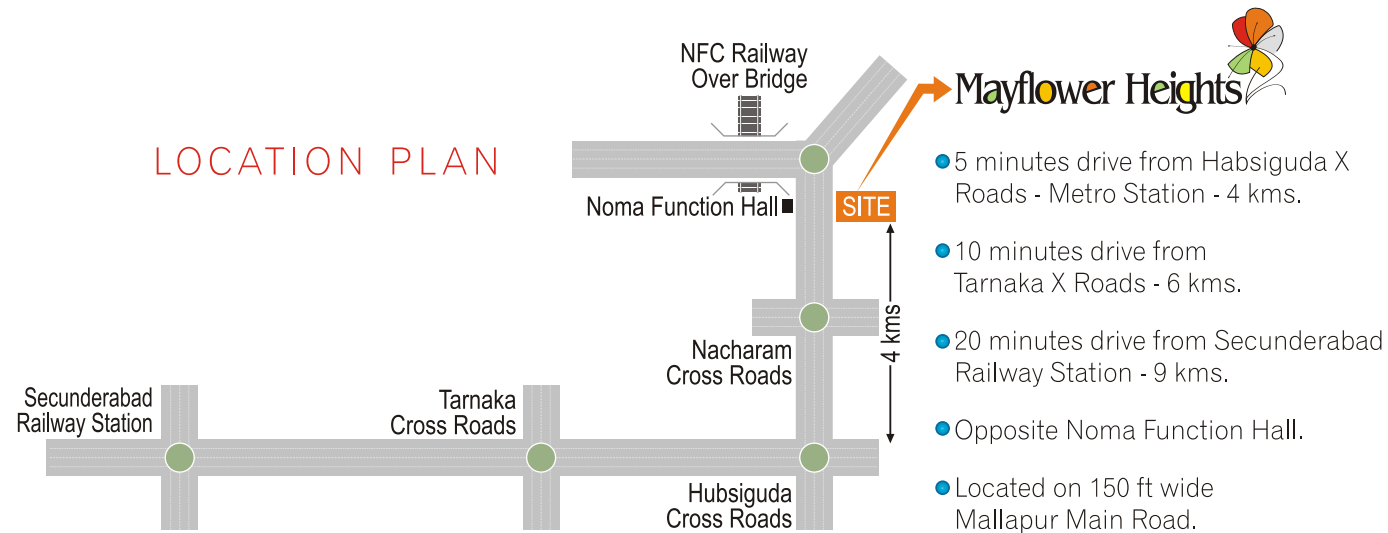 NFC Railway
Over Bridge
Mayflower Heights
LOCATION PLAN
5 minutes drive from Habsiguda X
Roads - Metro Station - 4 kms.
Noma Function Hall
SITE
10 minutes drive from
Tarnaka X Roads - 6 kms.
4 kms
20 minutes drive from Secunderabad
Railway Station - 9 kms.
Nacharam
Cross Roads
Secunderabad
Railway Station
Tarnaka
Cross Roads
Opposite Noma Function Hall.
Hubsiguda
Cross Roads
Located on 150 ft wide
Mallapur Main Road.